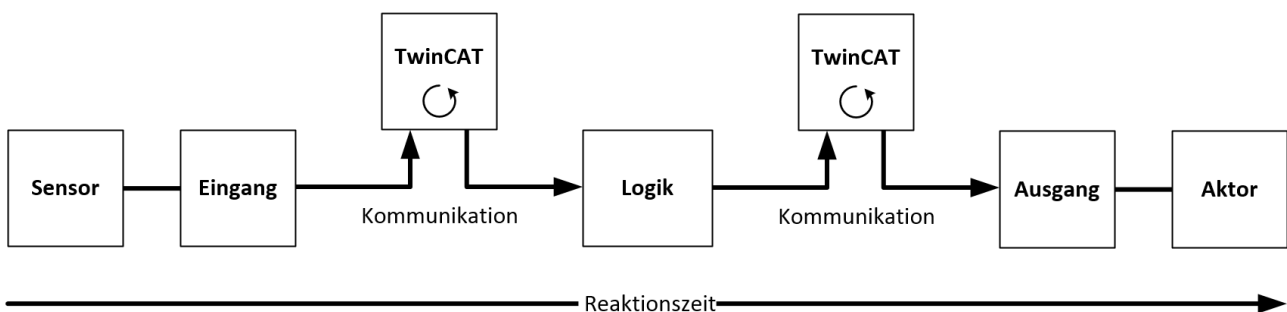 TwinCAT
TwinCAT
Sensor
Eingang
Kommunikation
Logik
Kommunikation
Ausgang
Aktor
Reaktionszeit